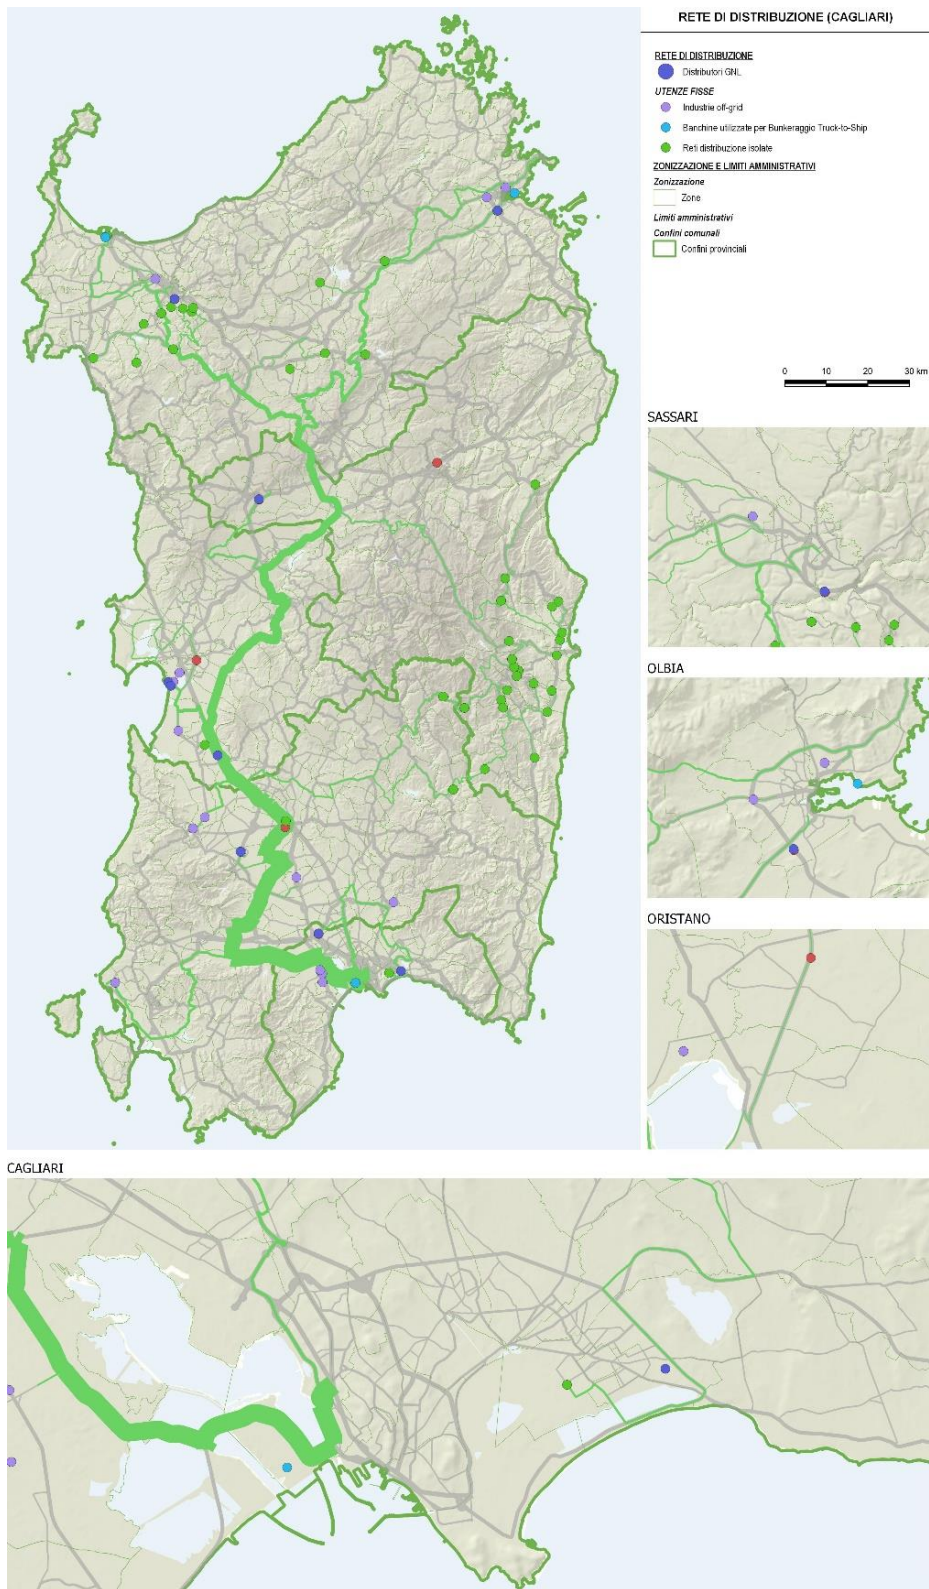 RETE DI DISTRIBUZIONE (CAGLIARI)
RETE DI DISTRIBUZIONE
Distributori GNL
UTENZE FISSE
Industrie off-grid
Banchine utilizzate per Bunkeraggio Truck-to-Ship
Reti distribuzione isolate
ZONIZZAZIONE E LIMITI AMMINISTRATIVI
Zonizzazione
Zone
Limiti amministrativi
Confini comunali
Confini provinciali
0 10 20 30 km
SASSARI
OLBIA
ORISTANO
CAGLIARI